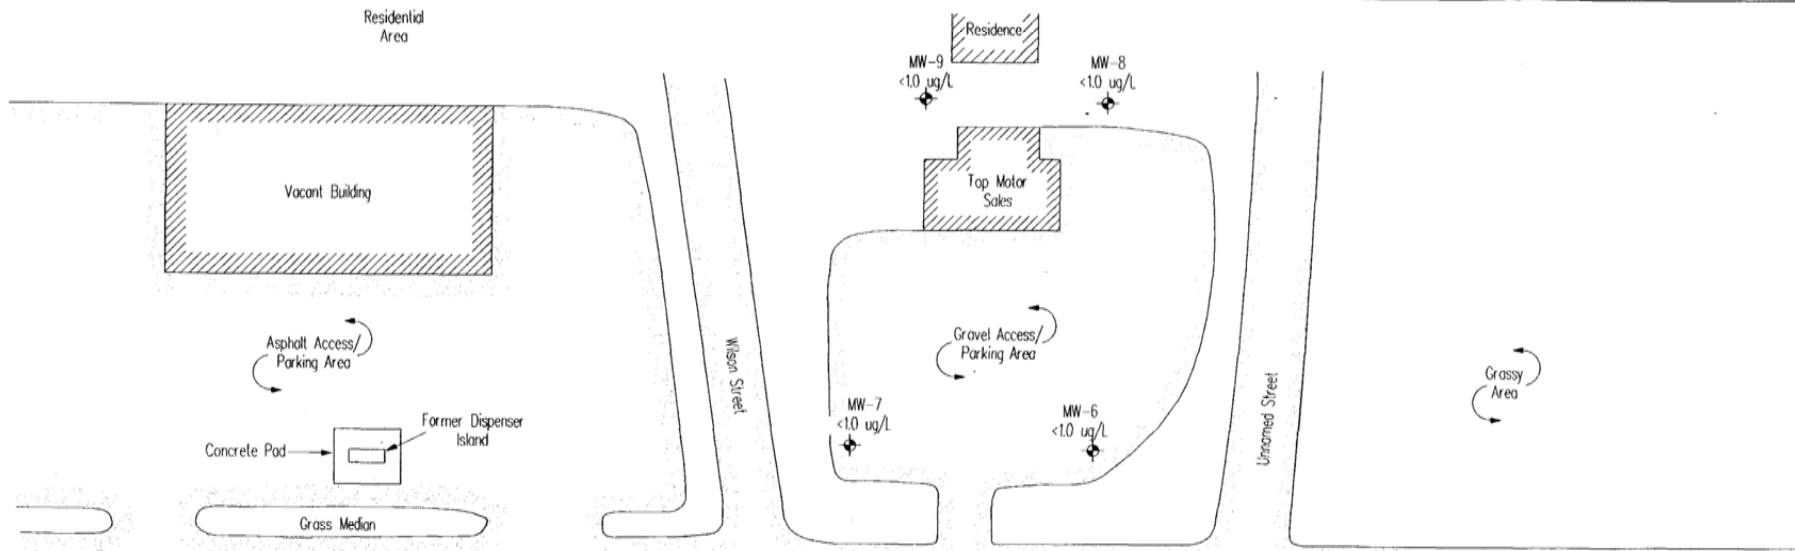 Residential
Area
Residence
MW-9
<1.0 ug/L
MW-8
<1.0 ug/L
Vacant Building
Top Motor
Sales
Asphalt Access/
Parking Area
Wilson Street
Gravel Access/
Parking Area
Unnamed Street
Grassy
Area
MW-7
<1.0 ug/L
MW-6
<1.0 ug/L
Former Dispenser
Island
Concrete Pad
Grass Median